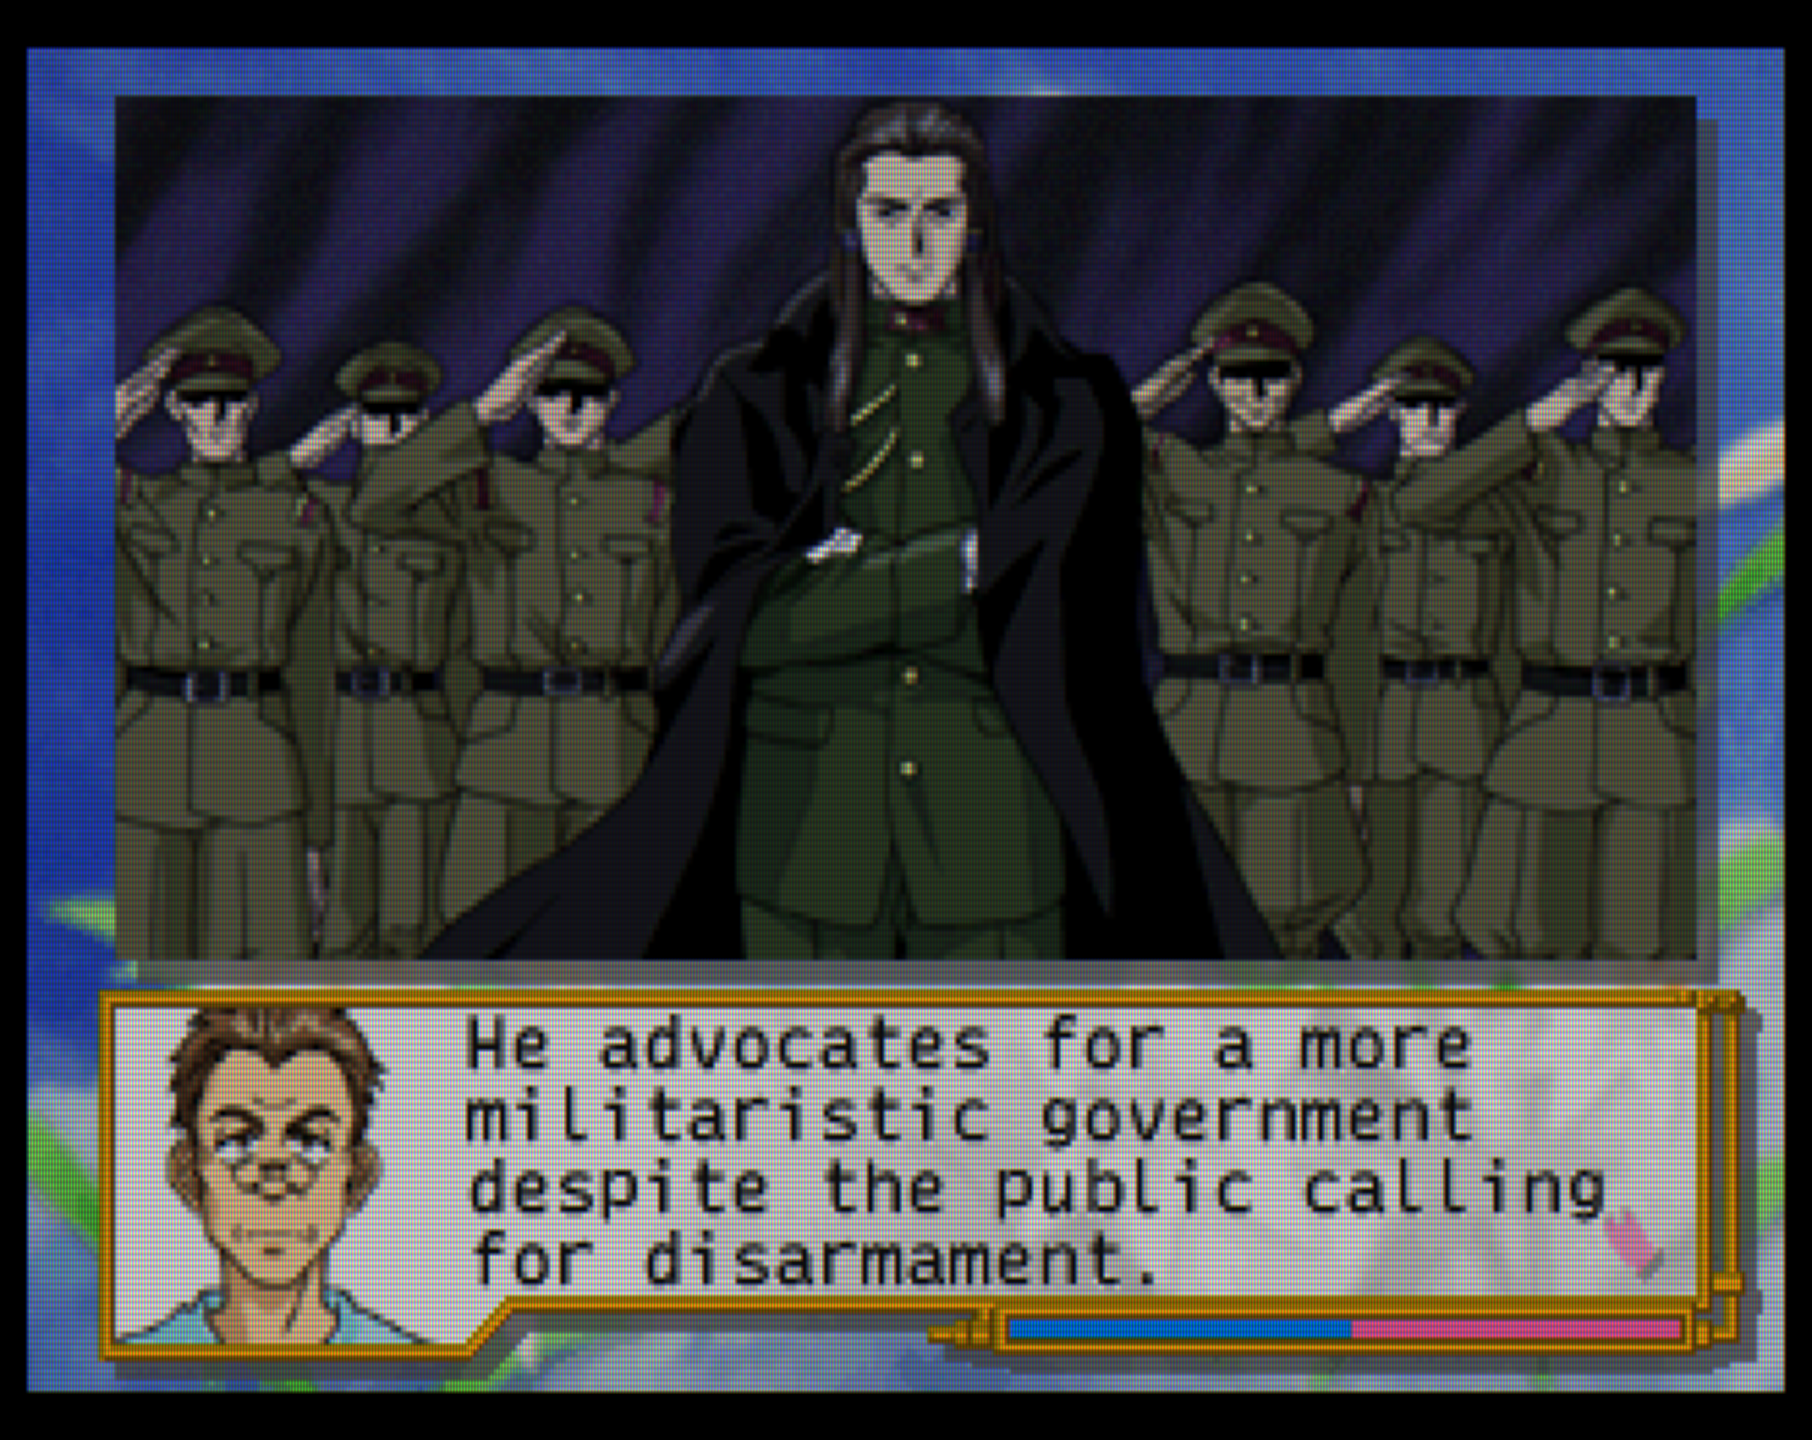 He advocates for a more
militaristic government
despite the public calling
for disarmament.